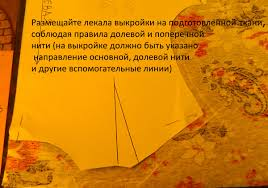 Размещайте лекала выкройки на подготовленной ткани,
соблюдая правила долевой и поперечной
нити (на выкройке должно быть указано
направление основной, долевой нити
и другие вспомогательные линии)